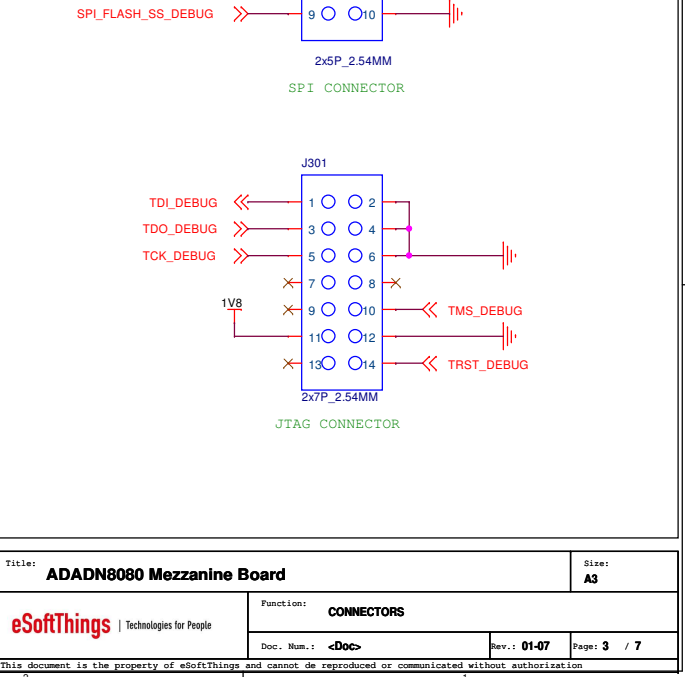 SPI_FLASH_SS_DEBUG 9 10
2x5P_2.54MM
SPI CONNECTOR
J301
TDI_DEBUG 1 2
TDO_DEBUG 3 4
TCK_DEBUG 5 6
7 8
1V8
9 10 TMS_DEBUG
11 12
13 14 TRST_DEBUG
2x7P_2.54MM
JTAG CONNECTOR
Title: ADADN8080 Mezzanine Board
Size: A3
eSoftThings | Technologies for People
Function: CONNECTORS
Doc. Num.: <Doc> Rev.: 01-07 Page: 3 / 7
This document is the property of eSoftThings and cannot de reproduced or communicated without authorization